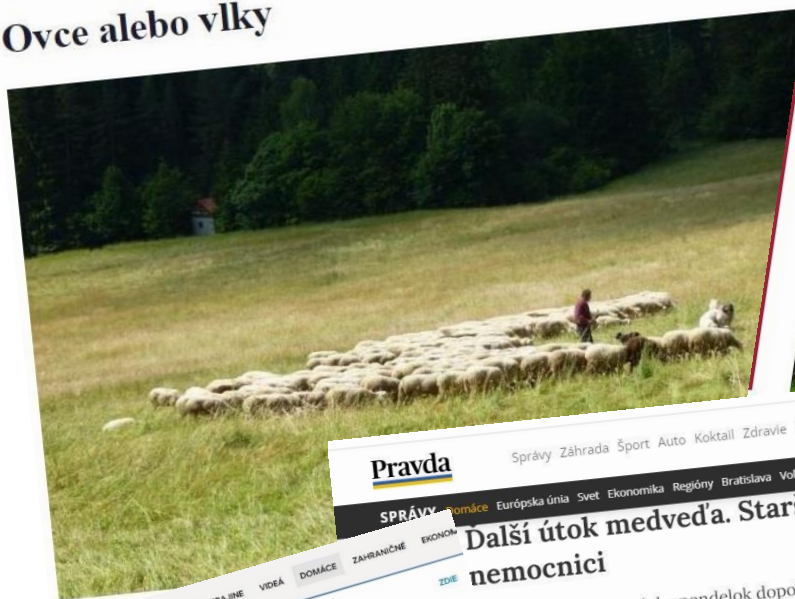 Ovce alebo vlky
Pravda
Správy Záhrada Šport Auto Koktail Zdravie
SPRÁVY Domáce Európska únia Svet Ekonomika Regióny Bratislava
Ďalší útok medveďa.
nemocnici
VIDEÁ DOMÁCE ZAHRANIČNÉ